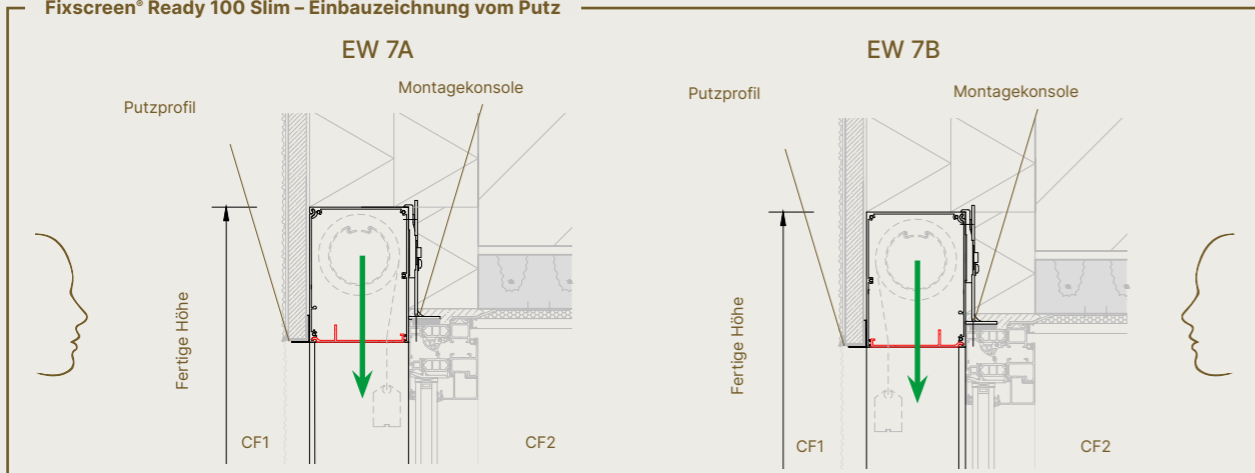 Fixscreen® Ready 100 Slim – Einbauzeichnung vom Putz
EW 7A
Putzprofil
Montagekonsole
Fertige Höhe
CF1
CF2
EW 7B
Putzprofil
Montagekonsole
Fertige Höhe
CF1
CF2